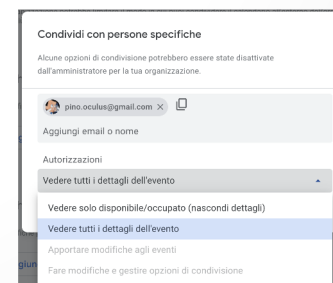 Condividi con persone specifiche
Alcune opzioni di condivisione potrebbero essere state disattivate
dall'amministratore per la tua organizzazione.
pino.oculus@gmail.com
Aggiungi email o nome
Autorizzazioni
Vedere tutti i dettagli dell'evento
Vedere solo disponibile/occupato (nascondi dettagli)
Vedere tutti i dettagli dell'evento
Apportare modifiche agli eventi
Fare modifiche e gestire opzioni di condivisione